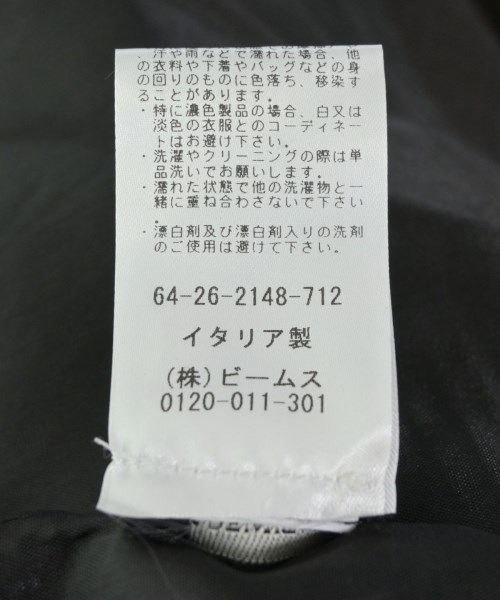 、汗や雨などで濡れた場合、他
の衣料や下着やバッグなどの身
の回りのものに色落ち、移染す
ることがあります。
・特に濃色製品の場合、白又は
淡色の衣服とのコーディネー
トはお避け下さい。
・洗濯やクリーニングの際は単
品洗いでお願いします。
・濡れた状態で他の洗濯物と一
緒に重ね合わさないで下さい
。
・漂白剤及び漂白剤入りの洗剤
のご使用は避けて下さい。
64-26-2148-712
イタリア製
(株)ビームス
0120-011-301